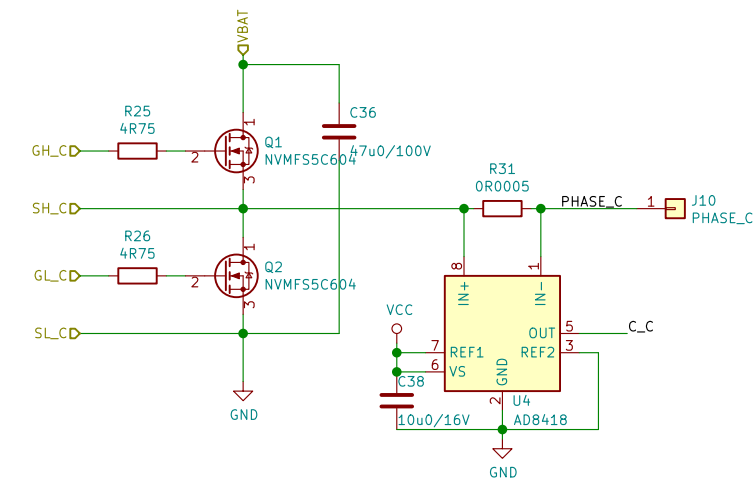 VBAT
C36
47u0/100V
R25
4R75
GH_C
2
1
3
Q1
NVMFS5C604
SH_C
R26
4R75
GL_C
2
1
3
Q2
NVMFS5C604
SL_C
GND
R31
0R0005
PHASE_C
1
J10
PHASE_C
8
1
IN+
IN-
VCC
7
REF1
6
VS
OUT
5
C_C
REF2
3
GND
2
C38
10u0/16V
U4
AD8418
GND